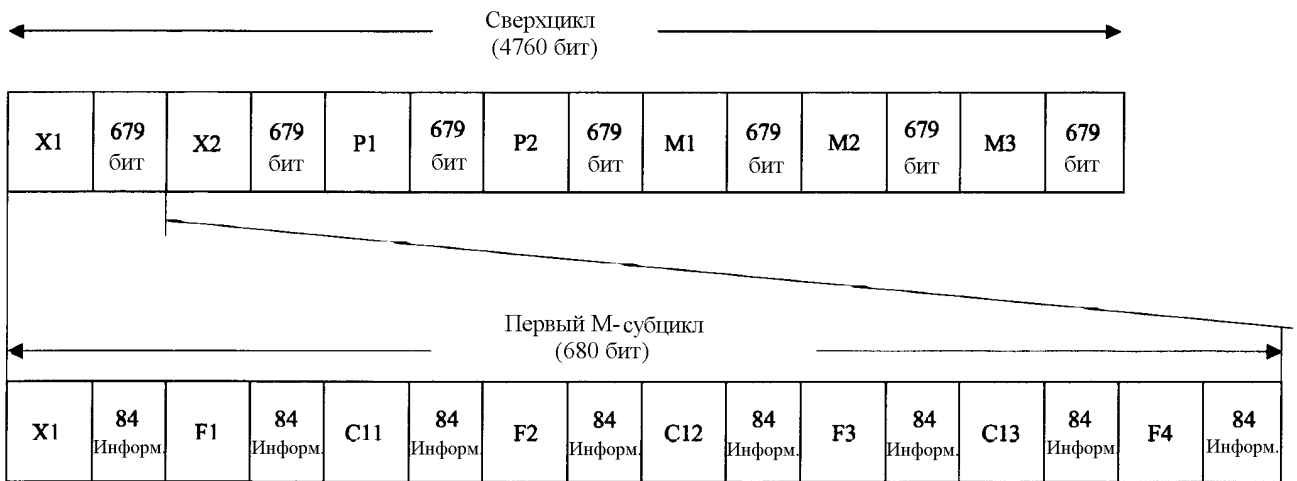 Сверхцикл
(4760 бит)
X1 679 бит X2 679 бит P1 679 бит P2 679 бит M1 679 бит M2 679 бит M3 679 бит
Первый М-субцикл
(680 бит)
X1 84 Информ. F1 84 Информ. C11 84 Информ. F2 84 Информ. C12 84 Информ. F3 84 Информ. C13 84 Информ. F4 84 Информ.